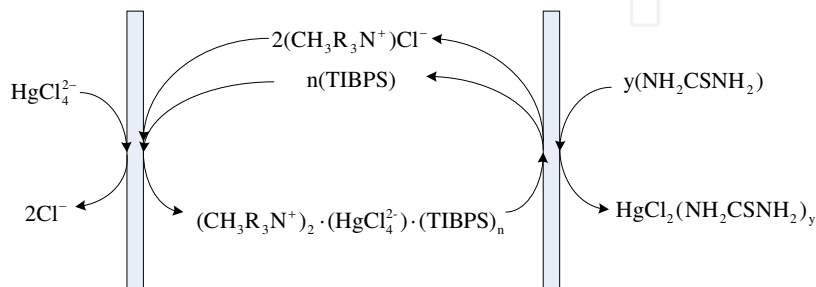 2(CH₃R₃N⁺)Cl⁻
n(TIBPS)
HgCl₄²⁻
y(NH₂CSNH₂)
2Cl⁻
(CH₃R₃N⁺)₂·(HgCl₄²⁻)·(TIBPS)ₙ
HgCl₂(NH₂CSNH₂)ᵧ